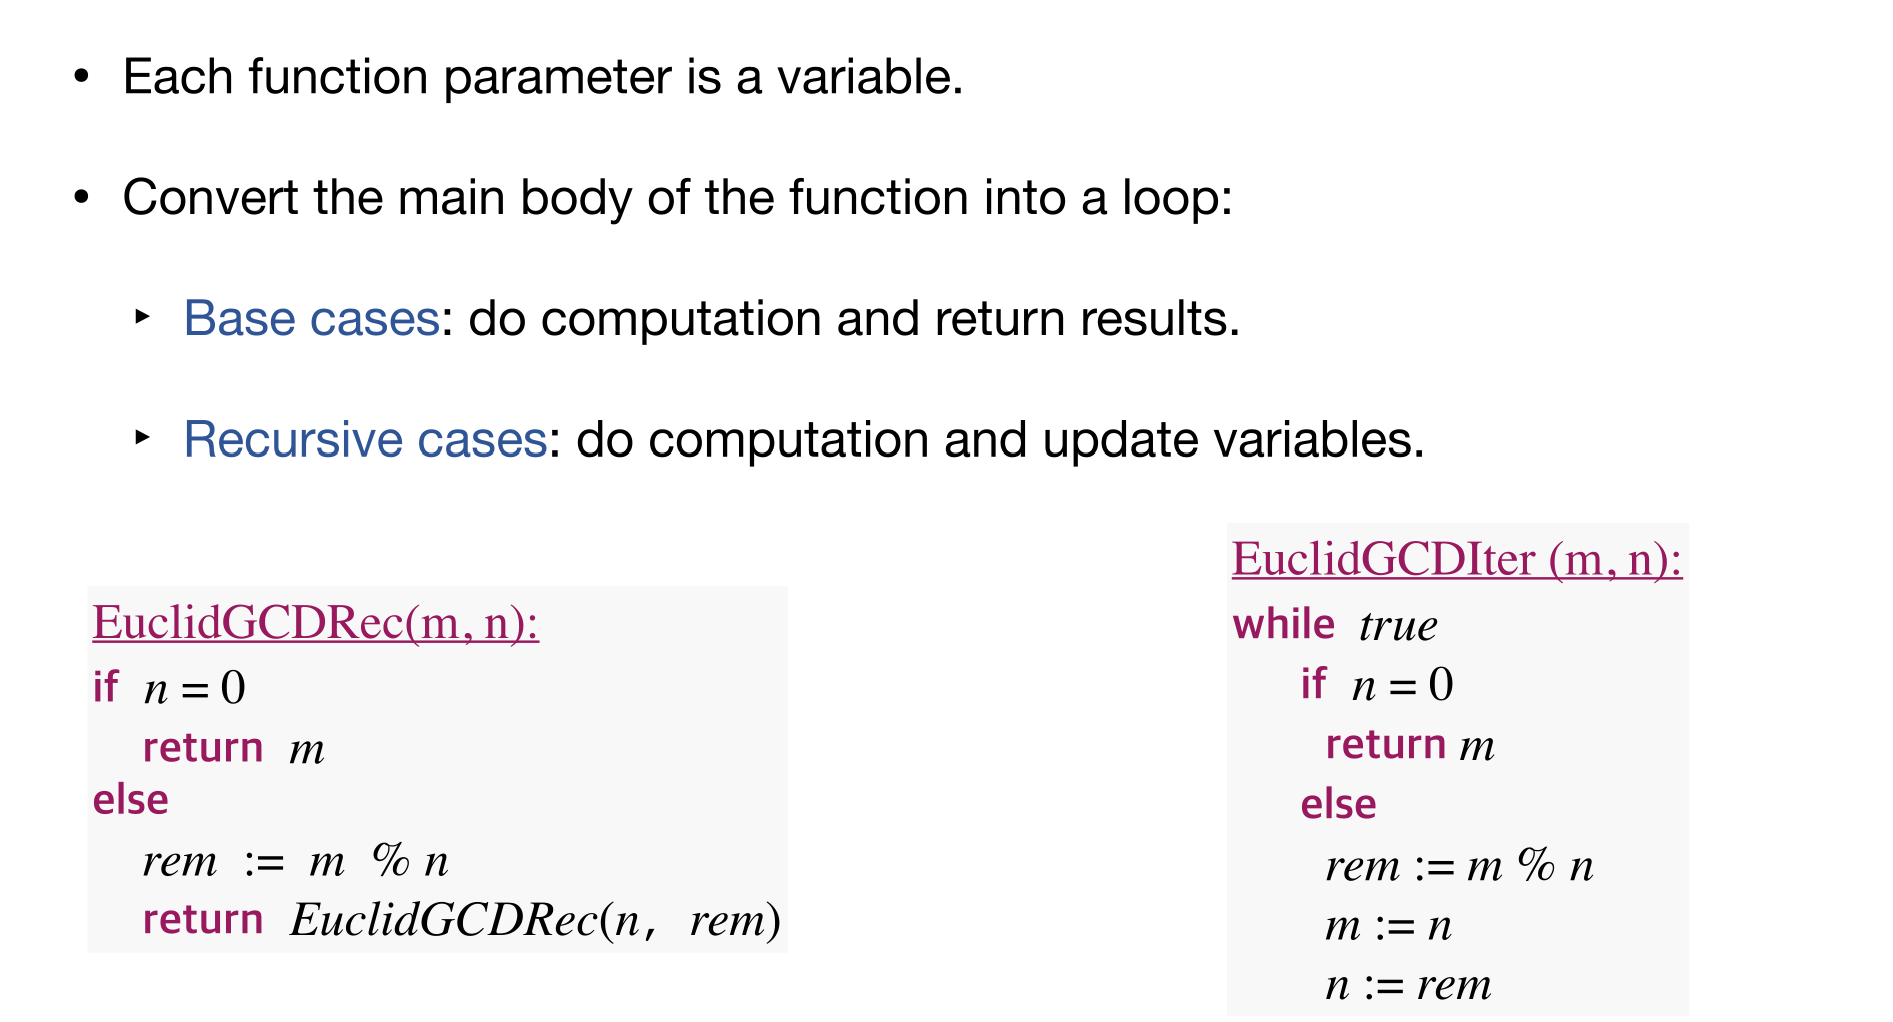 • Each function parameter is a variable.
• Convert the main body of the function into a loop:
‣ Base cases: do computation and return results.
‣ Recursive cases: do computation and update variables.
EuclidGCDRec(m, n):
if n = 0
return m
else
rem := m % n
return EuclidGCDRec(n, rem)
EuclidGCDIter (m, n):
while true
if n = 0
return m
else
rem := m % n
m := n
n := rem